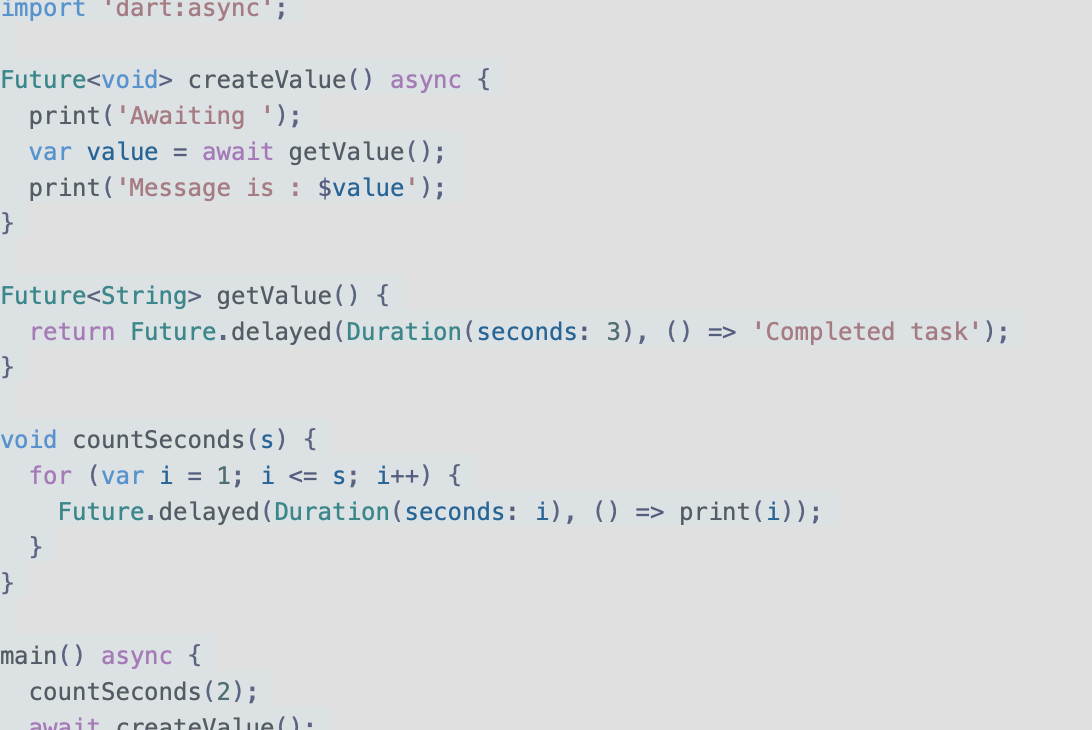 import 'dart:async';
Future<void> createValue() async {
print('Awaiting ');
var value = await getValue();
print('Message is : $value');
}
Future<String> getValue() {
return Future.delayed(Duration(seconds: 3), () => 'Completed task');
}
void countSeconds(s) {
for (var i = 1; i <= s; i++) {
Future.delayed(Duration(seconds: i), () => print(i));
}
}
main() async {
countSeconds(2);
await createValue();